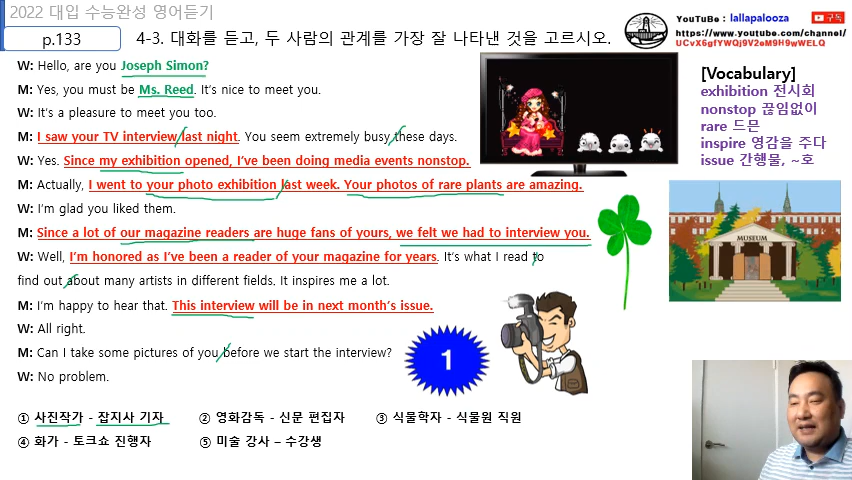 2022 대입 수능완성 영어듣기
p.133
4-3. 대화를 듣고, 두 사람의 관계를 가장 잘 나타낸 것을 고르시오.
YouTuBe : lallapalooza
구독
https://www.youtube.com/channel/
UCvX6gfYWQj9V2eM9H9wWELQ
W: Hello, are you Joseph Simon?
M: Yes, you must be Ms. Reed. It's nice to meet you.
W: It's a pleasure to meet you too.
M: I saw your TV interview last night. You seem extremely busy these days.
W: Yes. Since my exhibition opened, I've been doing media events nonstop.
M: Actually, I went to your photo exhibition last week. Your photos of rare plants are amazing.
W: I'm glad you liked them.
M: Since a lot of our magazine readers are huge fans of yours, we felt we had to interview you.
W: Well, I'm honored as I've been a reader of your magazine for years. It's what I read to
find out about many artists in different fields. It inspires me a lot.
M: I'm happy to hear that. This interview will be in next month's issue.
W: All right.
M: Can I take some pictures of you before we start the interview?
W: No problem.
[Vocabulary]
exhibition 전시회
nonstop 끊임없이
rare 드믄
inspire 영감을 주다
issue 간행물, ~호
MUSEUM
1
① 사진작가 - 잡지사 기자 ② 영화감독 - 신문 편집자 ③ 식물학자 - 식물원 직원
④ 화가 - 토크쇼 진행자 ⑤ 미술 강사 – 수강생